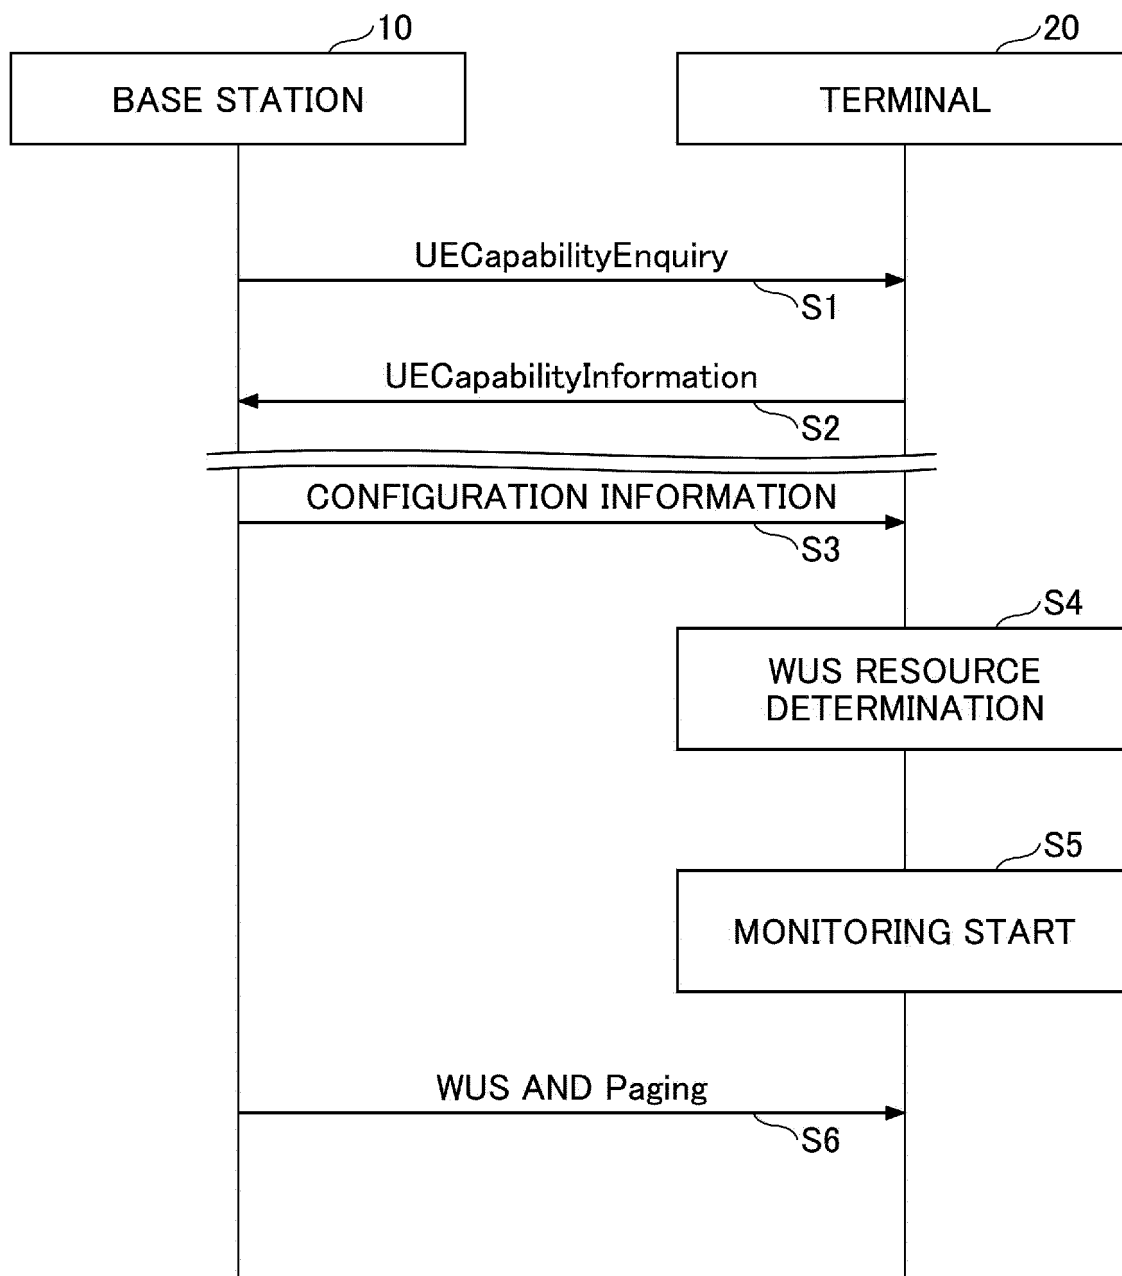 10
20
BASE STATION
TERMINAL
UECapabilityEnquiry
S1
UECapabilityInformation
S2
CONFIGURATION INFORMATION
S3
S4
WUS RESOURCE
DETERMINATION
S5
MONITORING START
WUS AND Paging
S6